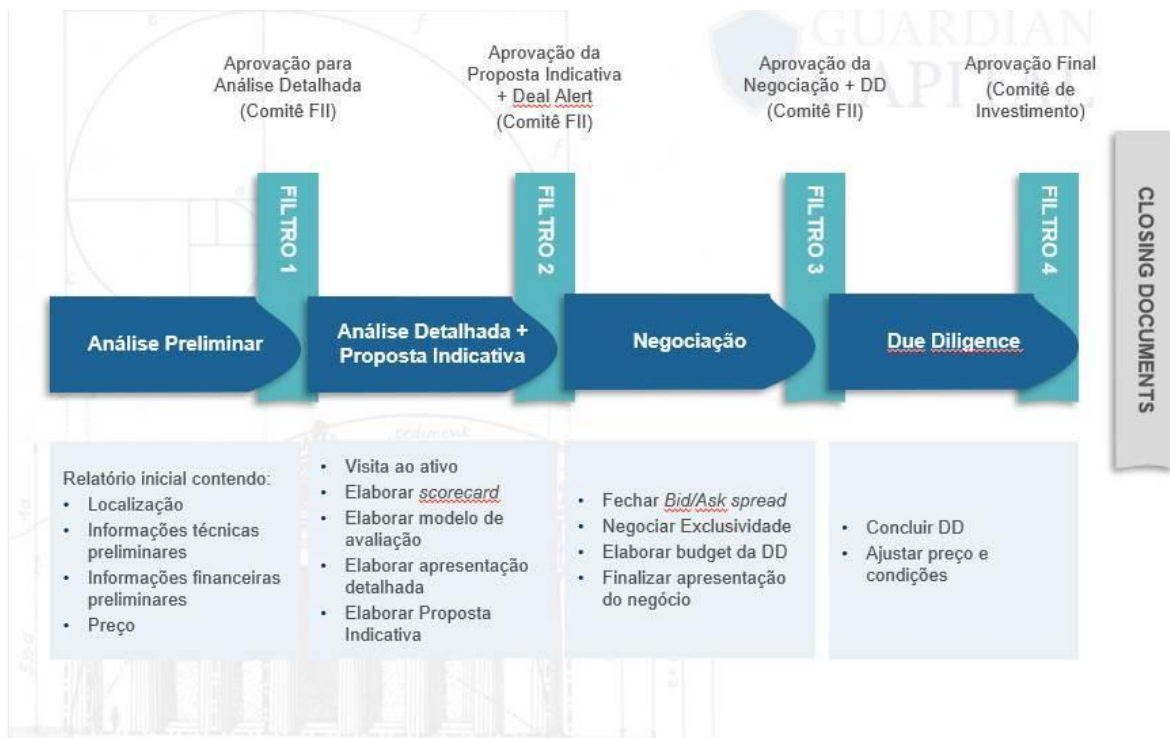 GUARDIAN
CAPITAL
Aprovação para
Análise Detalhada
(Comitê FII)
Aprovação da
Proposta Indicativa
+ Deal Alert
(Comitê FII)
Aprovação da
Negociação + DD
(Comitê FII)
Aprovação Final
(Comitê de
Investimento)
FILTRO 1
FILTRO 2
FILTRO 3
FILTRO 4
CLOSING DOCUMENTS
Análise Preliminar
Análise Detalhada +
Proposta Indicativa
Negociação
Due Diligence
Relatório inicial contendo:
• Localização
• Informações técnicas
preliminares
• Informações financeiras
preliminares
• Preço
• Visita ao ativo
• Elaborar scorecard
• Elaborar modelo de
avaliação
• Elaborar apresentação
detalhada
• Elaborar Proposta
Indicativa
• Fechar Bid/Ask spread
• Negociar Exclusividade
• Elaborar budget da DD
• Finalizar apresentação
do negócio
• Concluir DD
• Ajustar preço e
condições